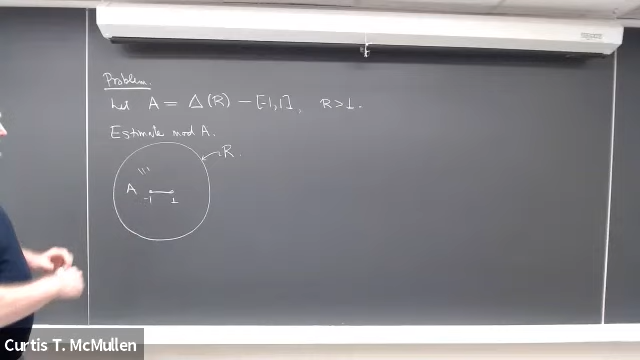 Problem.
Let A = Δ(R) − [-1,1], R>1.
Estimate mod A.
R.
A
-1 1
Curtis T. McMullen